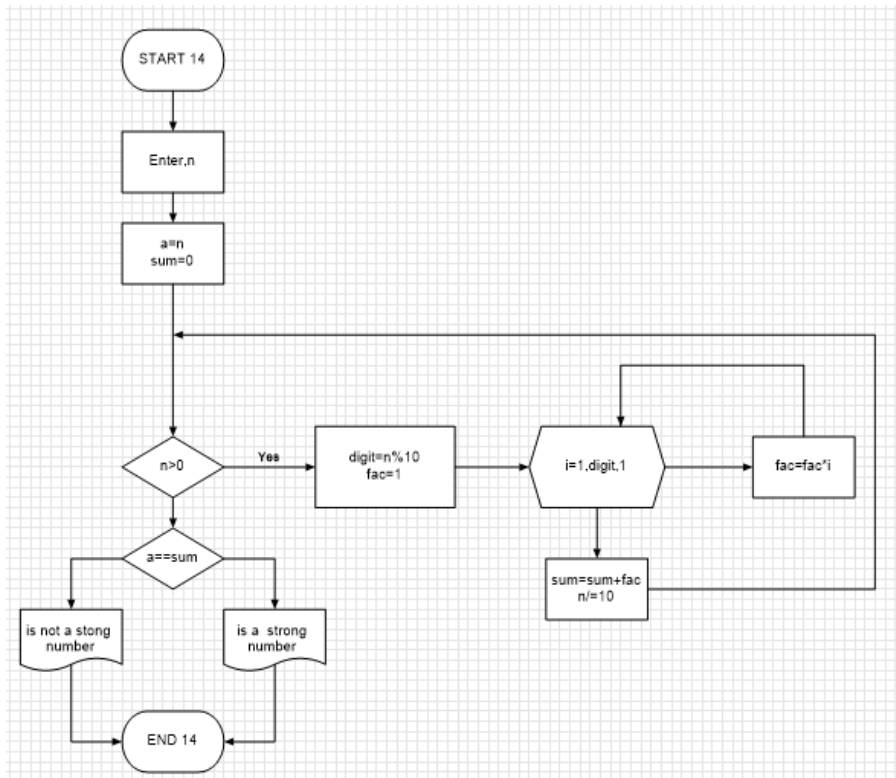 START 14
Enter,n
a=n
sum=0
n>0
Yes
digit=n%10
fac=1
i=1,digit,1
fac=fac*i
a==sum
sum=sum+fac
n/=10
is not a stong
number
is a strong
number
END 14